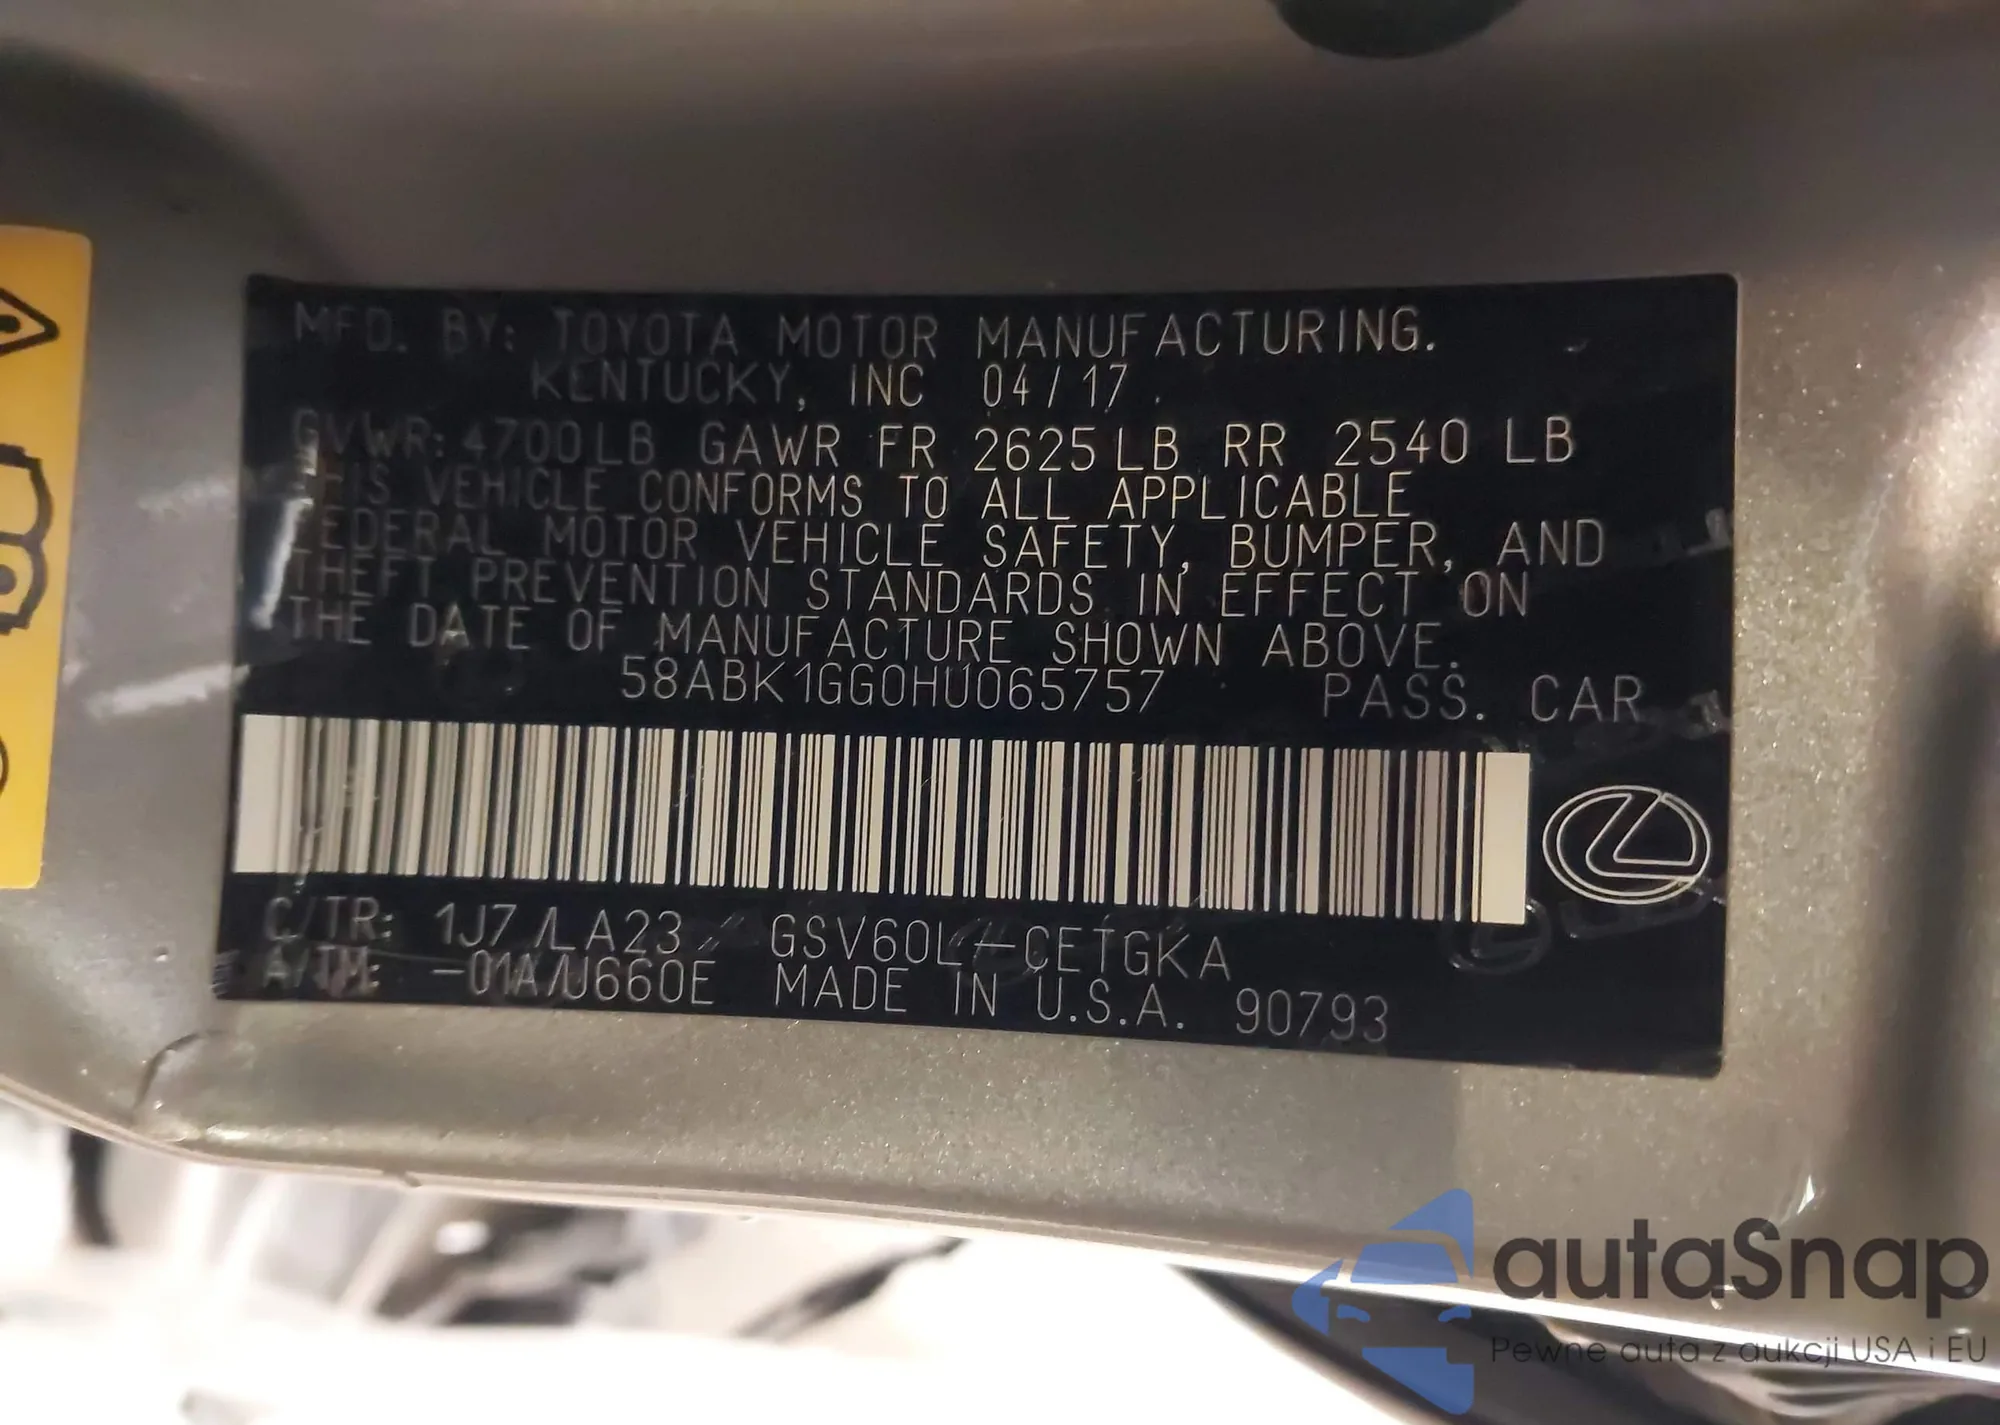 MFD. BY: TOYOTA MOTOR MANUFACTURING.
KENTUCKY, INC 04/17.
GVWR: 4700LB GAWR FR 2625LB RR 2540 LB
THIS VEHICLE CONFORMS TO ALL APPLICABLE
FEDERAL MOTOR VEHICLE SAFETY, BUMPER, AND
THEFT PREVENTION STANDARDS IN EFFECT ON
THE DATE OF MANUFACTURE SHOWN ABOVE.
58ABK1GG0HU065757 PASS. CAR
C/TR: 1J7/LA23 GSV60L-CETGKA
A/TM: -01A/U660E MADE IN U.S.A. 90793
autaSnap
Pewne auta z aukcji USA i EU